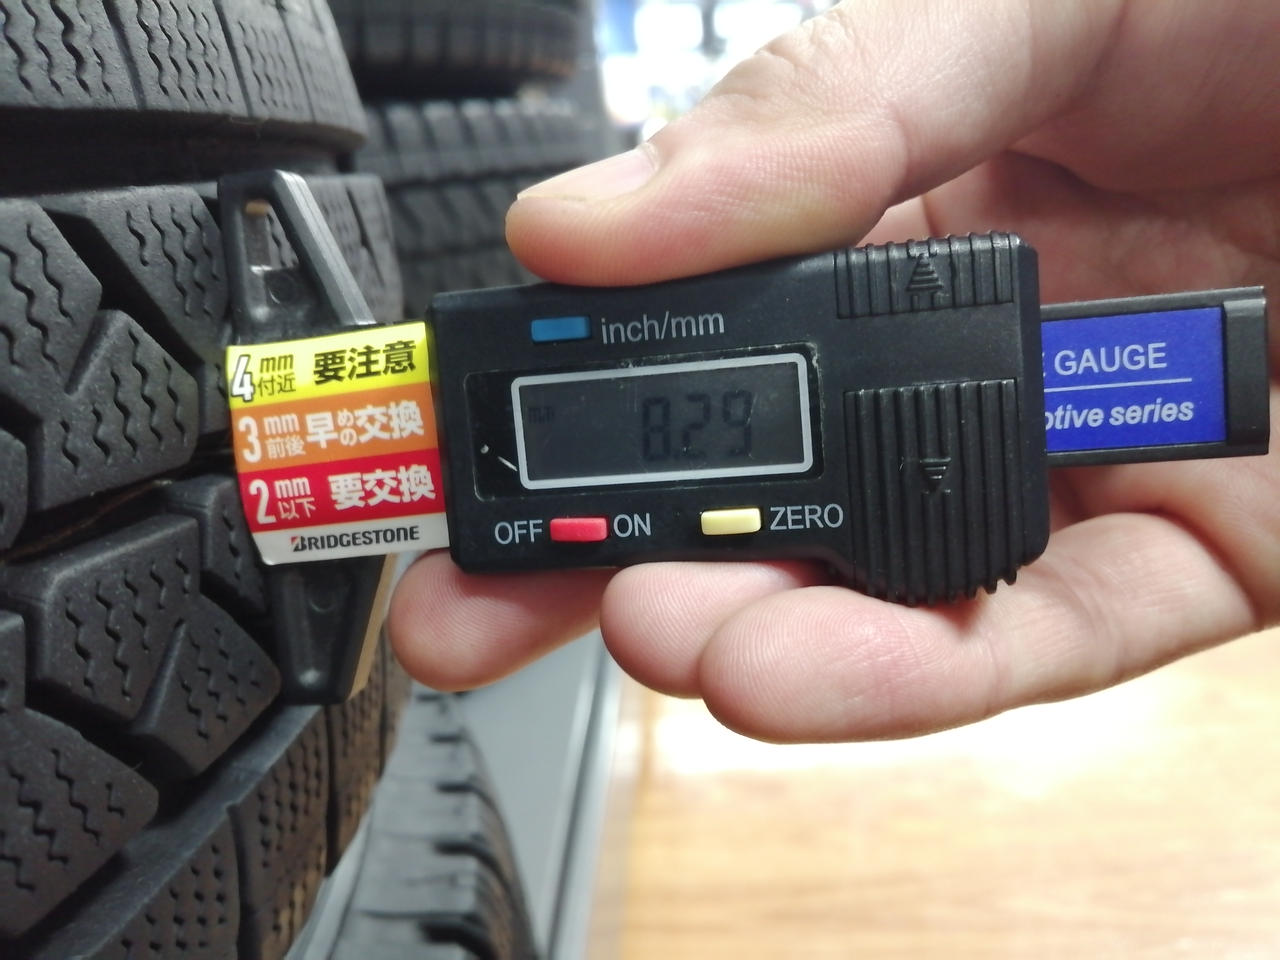 4mm付近 要注意
3mm前後 早めの交換
2mm以下 要交換
BRIDGESTONE
inch/mm
mm 8.29
OFF ON ZERO
GAUGE
otive series